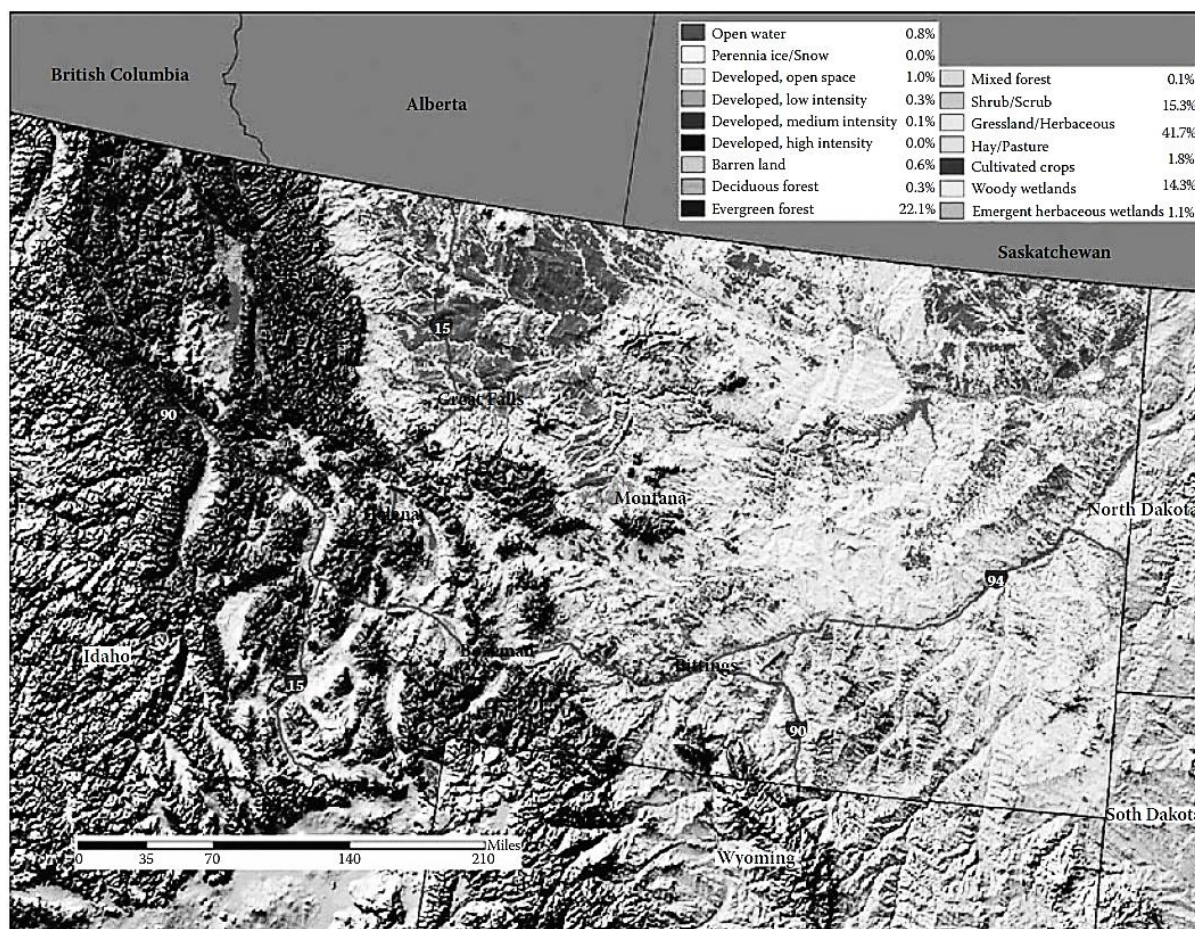 British Columbia
Alberta
Saskatchewan
Open water 0.8%
Perennia ice/Snow 0.0%
Developed, open space 1.0%
Developed, low intensity 0.3%
Developed, medium intensity 0.1%
Developed, high intensity 0.0%
Barren land 0.6%
Deciduous forest 0.3%
Evergreen forest 22.1%
Mixed forest 0.1%
Shrub/Scrub 15.3%
Gressland/Herbaceous 41.7%
Hay/Pasture 1.8%
Cultivated crops 14.3%
Woody wetlands
Emergent herbaceous wetlands 1.1%
15
Great Falls
90
Montana
Helena
North Dakota
94
Idaho
Bozeman
Bittings
15
90
Soth Dakota
Wyoming
0 35 70 140 210 Miles